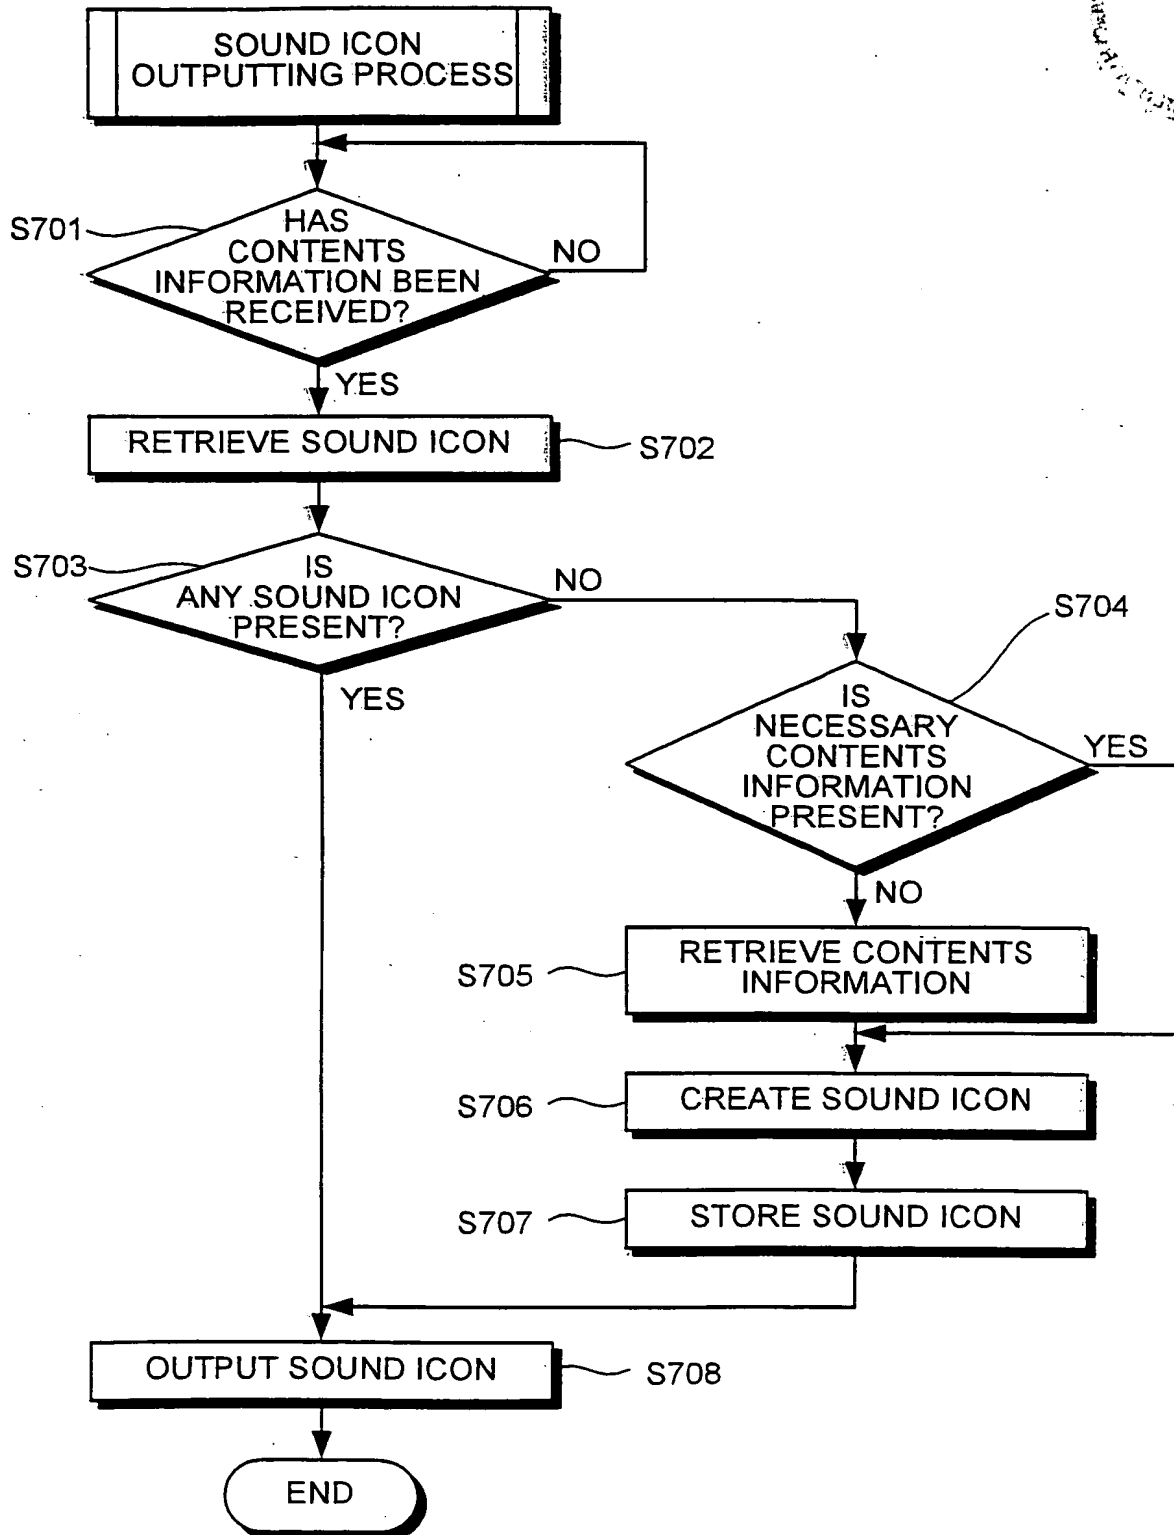 SOUND ICON
OUTPUTTING PROCESS
S701
HAS
CONTENTS
INFORMATION BEEN
RECEIVED?
NO
YES
RETRIEVE SOUND ICON
S702
S703
IS
ANY SOUND ICON
PRESENT?
NO
YES
S704
IS
NECESSARY
CONTENTS
INFORMATION
PRESENT?
YES
NO
S705
RETRIEVE CONTENTS
INFORMATION
S706
CREATE SOUND ICON
S707
STORE SOUND ICON
OUTPUT SOUND ICON
S708
END